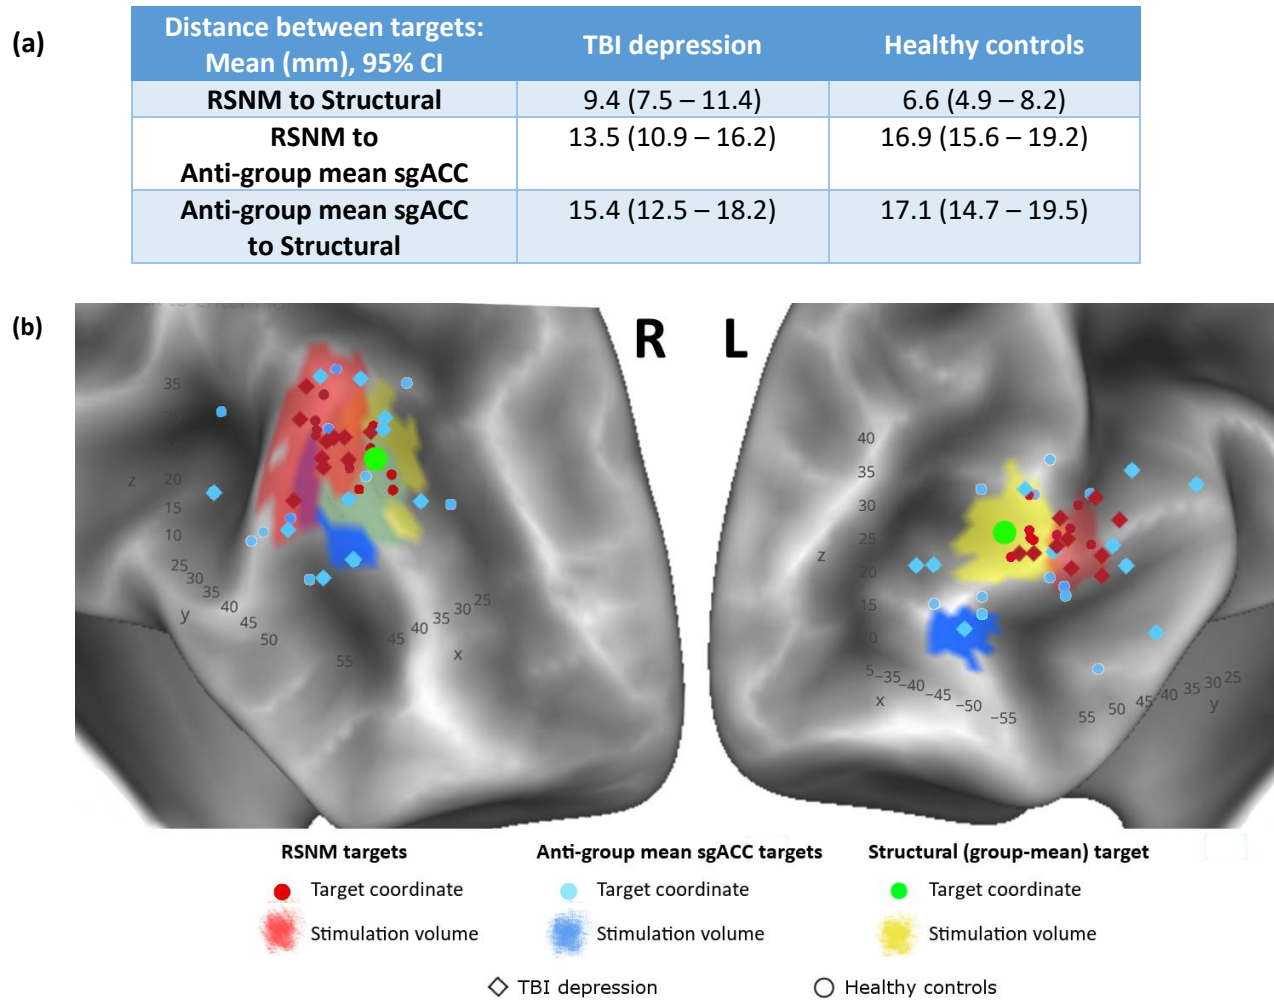 (a)
Distance between targets:
Mean (mm), 95% CI
TBI depression
Healthy controls
RSNM to Structural
9.4 (7.5 – 11.4)
6.6 (4.9 – 8.2)
RSNM to
Anti-group mean sgACC
13.5 (10.9 – 16.2)
16.9 (15.6 – 19.2)
Anti-group mean sgACC
to Structural
15.4 (12.5 – 18.2)
17.1 (14.7 – 19.5)
(b)
R L
35
z
20
15
10
25
30
35
40
45
50
y
55
45
40
35
30
25
x
40
35
30
25
z
20
15
0
5
−35
−40
−45
−50
−55
x
55
50
45
40
35
30
25
y
RSNM targets
Target coordinate
Stimulation volume
Anti-group mean sgACC targets
Target coordinate
Stimulation volume
Structural (group-mean) target
Target coordinate
Stimulation volume
TBI depression
Healthy controls